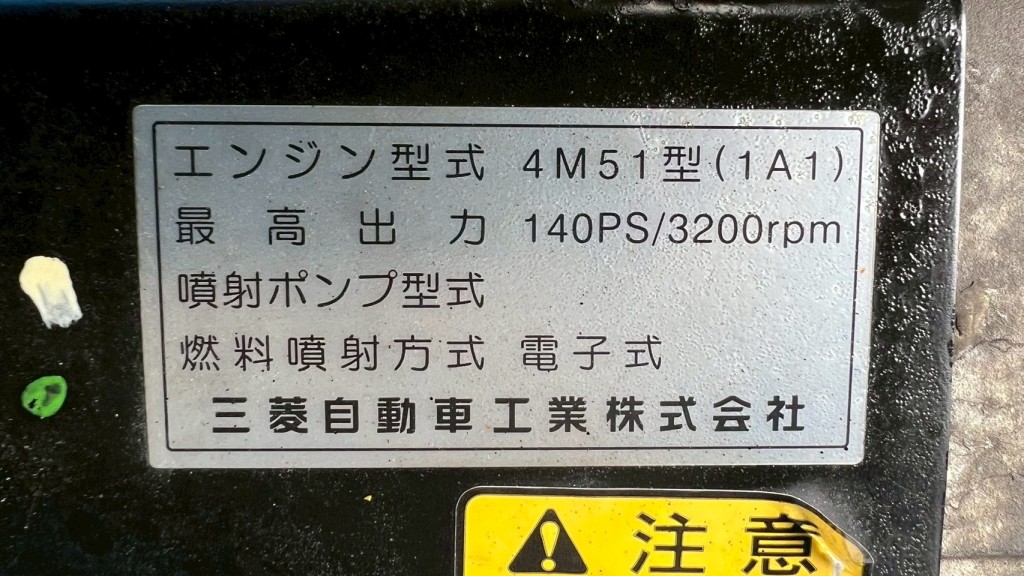 エンジン型式 4M51型(1A1)
最高出力 140PS/3200rpm
噴射ポンプ型式
燃料噴射方式 電子式
三菱自動車工業株式会社
注意